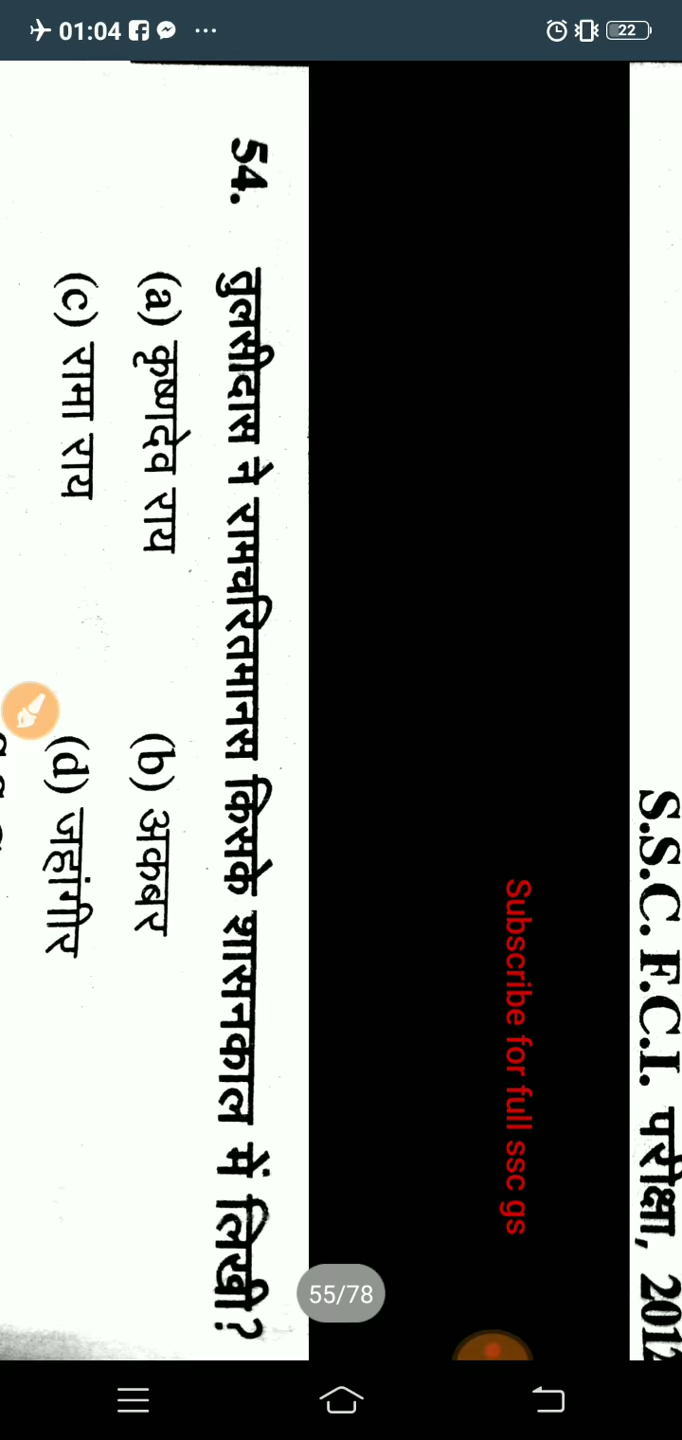 01:04
22
S.S.C. F.C.I. परीक्षा, 2012
Subscribe for full ssc gs
54. तुलसीदास ने रामचरितमानस किसके शासनकाल में लिखी?
(a) कृष्णदेव राय (b) अकबर
(c) रामा राय (d) जहांगीर
55/78